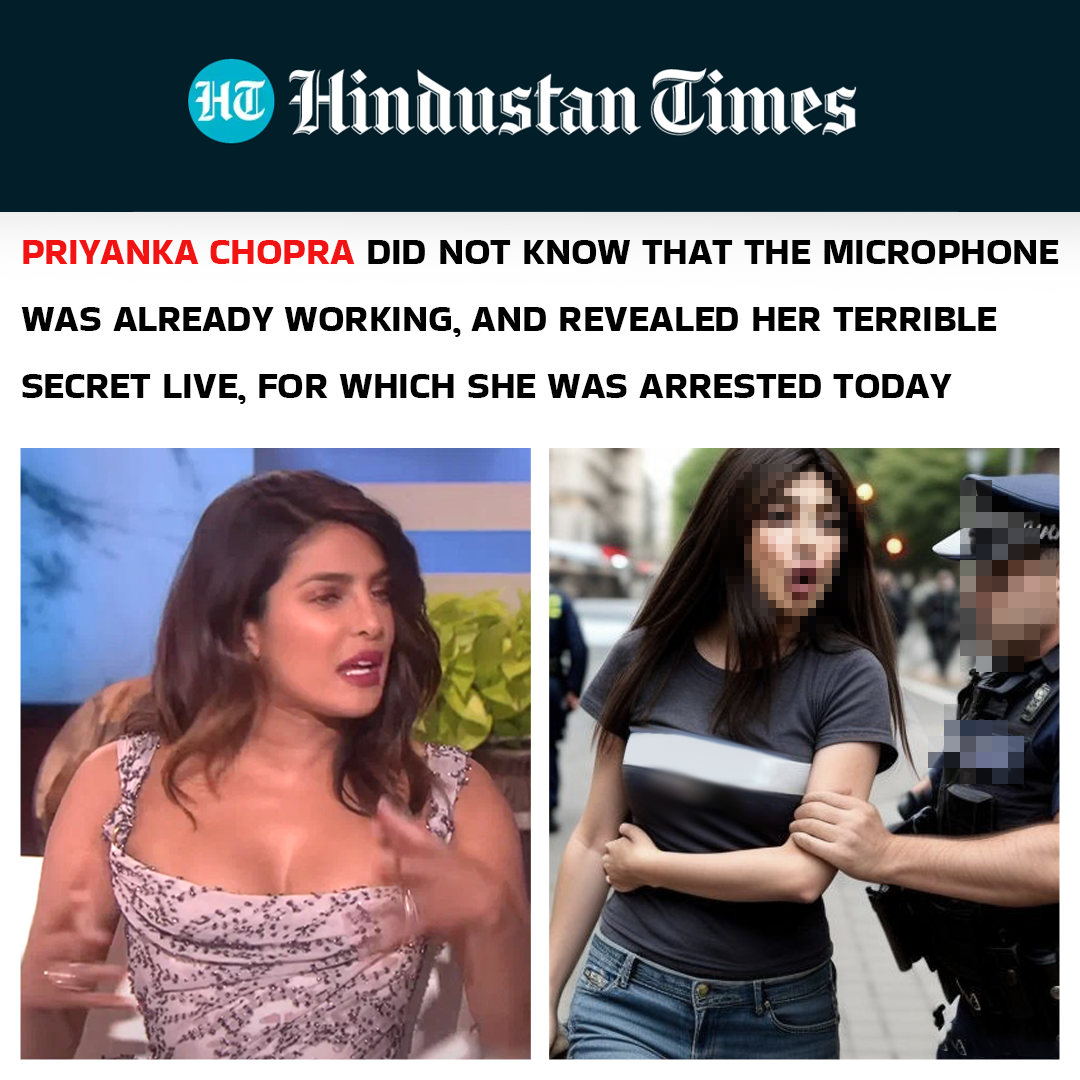 HT Hindustan Times
PRIYANKA CHOPRA DID NOT KNOW THAT THE MICROPHONE
WAS ALREADY WORKING, AND REVEALED HER TERRIBLE
SECRET LIVE, FOR WHICH SHE WAS ARRESTED TODAY